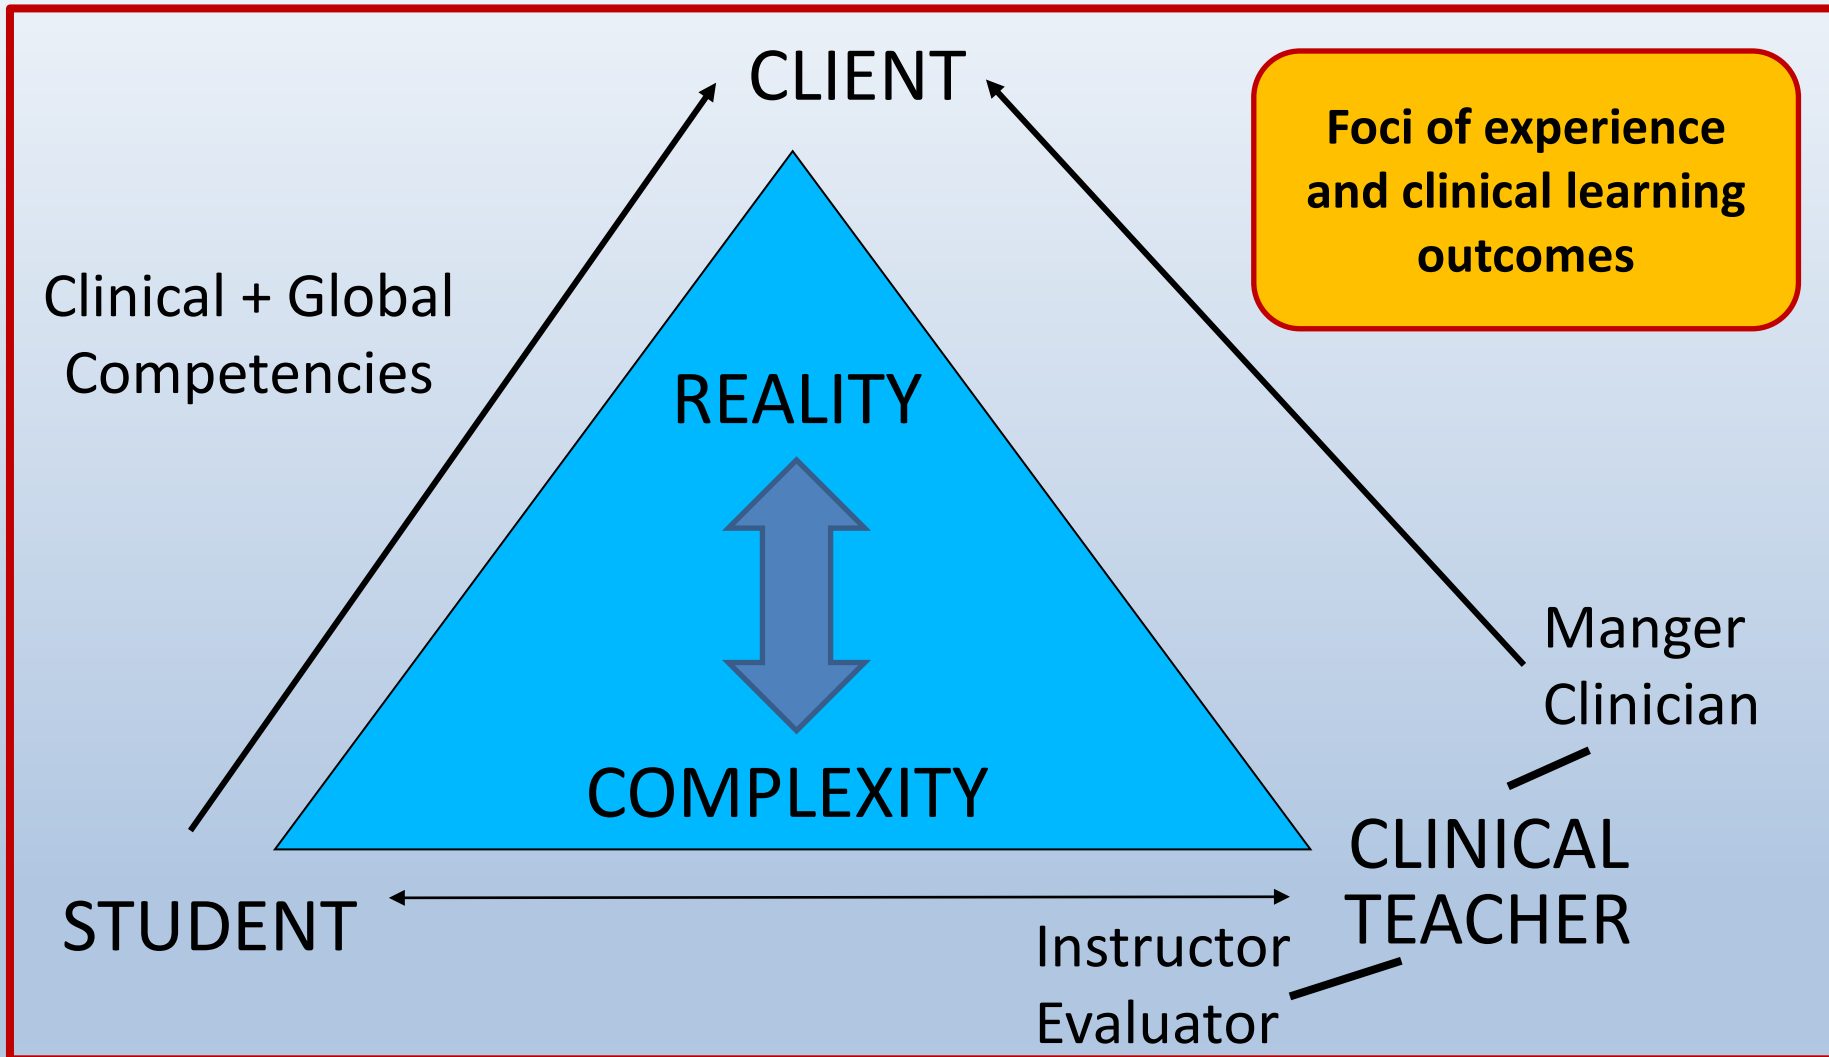 CLIENT
Foci of experience
and clinical learning
outcomes
Clinical + Global
Competencies
REALITY
COMPLEXITY
Manger
Clinician
CLINICAL
TEACHER
STUDENT
Instructor
Evaluator